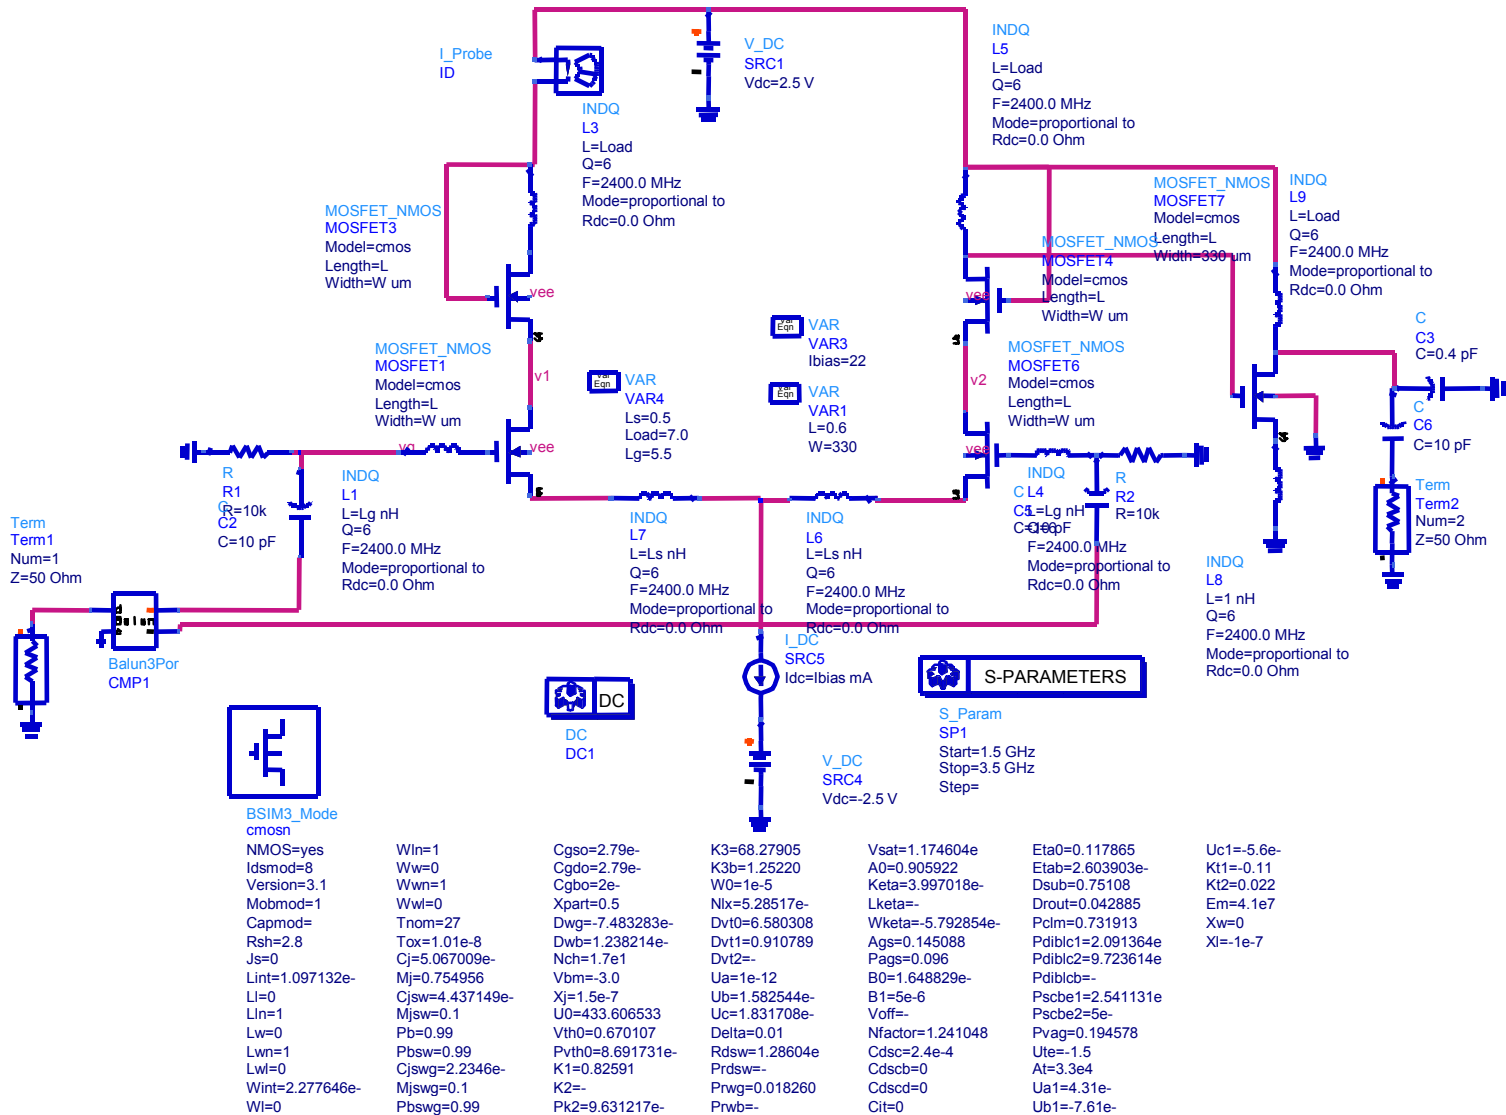 I_Probe
ID
V_DC
SRC1
Vdc=2.5 V
INDQ
L5
L=Load
Q=6
F=2400.0 MHz
Mode=proportional to
Rdc=0.0 Ohm
INDQ
L3
L=Load
Q=6
F=2400.0 MHz
Mode=proportional to
Rdc=0.0 Ohm
MOSFET_NMOS
MOSFET3
Model=cmos
Length=L
Width=W um
vee
MOSFET_NMOS
MOSFET7
Model=cmos
Length=L
Width=330 um
INDQ
L9
L=Load
Q=6
F=2400.0 MHz
Mode=proportional to
Rdc=0.0 Ohm
MOSFET_NMOS
MOSFET4
Model=cmos
Length=L
Width=W um
vee
Var
Eqn
VAR
VAR3
Ibias=22
C
C3
C=0.4 pF
MOSFET_NMOS
MOSFET1
Model=cmos
Length=L
Width=W um
v1
vee
Var
Eqn
VAR
VAR4
Ls=0.5
Load=7.0
Lg=5.5
Var
Eqn
VAR
VAR1
L=0.6
W=330
v2
MOSFET_NMOS
MOSFET6
Model=cmos
Length=L
Width=W um
vee
C
C6
C=10 pF
R
R1
R=10k
C
C2
C=10 pF
vg
INDQ
L1
L=Lg nH
Q=6
F=2400.0 MHz
Mode=proportional to
Rdc=0.0 Ohm
INDQ
L7
L=Ls nH
Q=6
F=2400.0 MHz
Mode=proportional to
Rdc=0.0 Ohm
INDQ
L6
L=Ls nH
Q=6
F=2400.0 MHz
Mode=proportional to
Rdc=0.0 Ohm
C
C5
INDQ
L4
L=Lg nH
F=2400.0 MHz
Mode=proportional to
Rdc=0.0 Ohm
R
R2
R=10k
Term
Term2
Num=2
Z=50 Ohm
Term
Term1
Num=1
Z=50 Ohm
Balun3Por
CMP1
INDQ
L8
L=1 nH
Q=6
F=2400.0 MHz
Mode=proportional to
Rdc=0.0 Ohm
I_DC
SRC5
Idc=Ibias mA
DC
DC
DC1
S-PARAMETERS
S_Param
SP1
Start=1.5 GHz
Stop=3.5 GHz
Step=
V_DC
SRC4
Vdc=-2.5 V
BSIM3_Mode
cmosn
NMOS=yes
Idsmod=8
Version=3.1
Mobmod=1
Capmod=
Rsh=2.8
Js=0
Lint=1.097132e-
Ll=0
Lln=1
Lw=0
Lwn=1
Lwl=0
Wint=2.277646e-
Wl=0
Wln=1
Ww=0
Wwn=1
Wwl=0
Tnom=27
Tox=1.01e-8
Cj=5.067009e-
Mj=0.754956
Cjsw=4.437149e-
Mjsw=0.1
Pb=0.99
Pbsw=0.99
Cjswg=2.2346e-
Mjswg=0.1
Pbswg=0.99
Cgso=2.79e-
Cgdo=2.79e-
Cgbo=2e-
Xpart=0.5
Dwg=-7.483283e-
Dwb=1.238214e-
Nch=1.7e1
Vbm=-3.0
Xj=1.5e-7
U0=433.606533
Vth0=0.670107
Pvth0=8.691731e-
K1=0.82591
K2=-
Pk2=9.631217e-
K3=68.27905
K3b=1.25220
W0=1e-5
Nlx=5.28517e-
Dvt0=6.580308
Dvt1=0.910789
Dvt2=-
Ua=1e-12
Ub=1.582544e-
Uc=1.831708e-
Delta=0.01
Rdsw=1.28604e
Prdsw=-
Prwg=0.018260
Prwb=-
Vsat=1.174604e
A0=0.905922
Keta=3.997018e-
Lketa=-
Wketa=-5.792854e-
Ags=0.145088
Pags=0.096
B0=1.648829e-
B1=5e-6
Voff=-
Nfactor=1.241048
Cdsc=2.4e-4
Cdscb=0
Cdscd=0
Cit=0
Eta0=0.117865
Etab=2.603903e-
Dsub=0.75108
Drout=0.042885
Pclm=0.731913
Pdiblc1=2.091364e
Pdiblc2=9.723614e
Pdiblcb=-
Pscbe1=2.541131e
Pscbe2=5e-
Pvag=0.194578
Ute=-1.5
At=3.3e4
Ua1=4.31e-
Ub1=-7.61e-
Uc1=-5.6e-
Kt1=-0.11
Kt2=0.022
Em=4.1e7
Xw=0
Xl=-1e-7